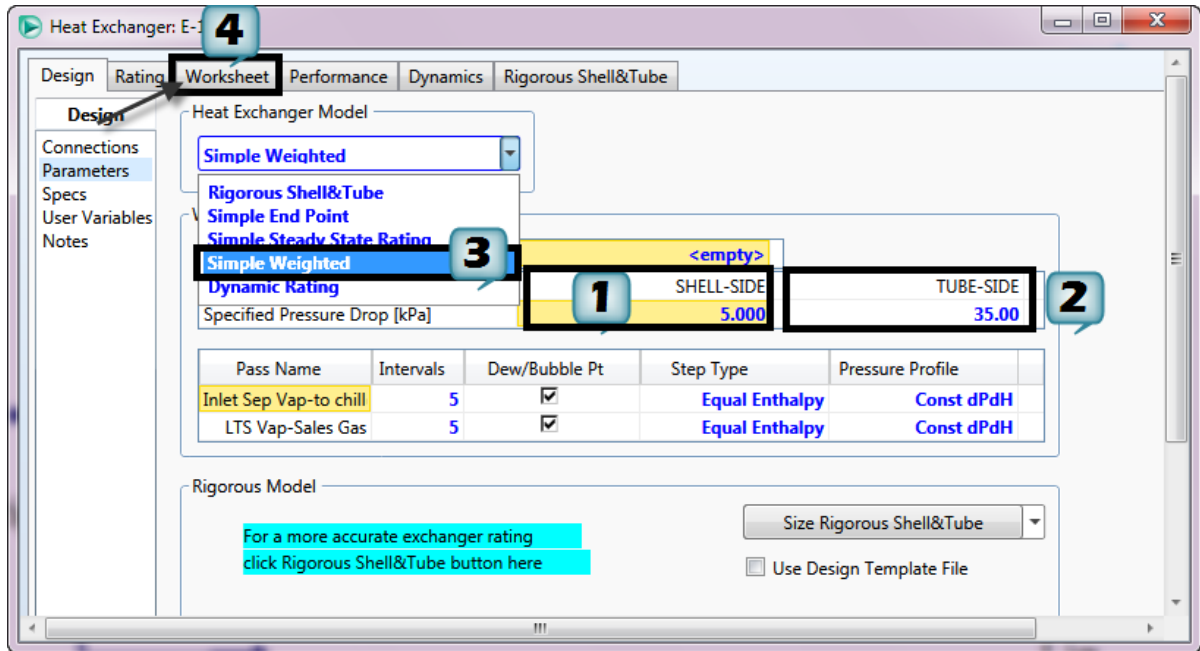 Heat Exchanger: E-1
4
Design Rating Worksheet Performance Dynamics Rigorous Shell&Tube
Design
Connections
Parameters
Specs
User Variables
Notes
Heat Exchanger Model
Simple Weighted
Rigorous Shell&Tube
Simple End Point
Simple Steady State Rating
Simple Weighted
Dynamic Rating
3
<empty>
1
SHELL-SIDE TUBE-SIDE
2
Specified Pressure Drop [kPa] 5.000 35.00
Pass Name Intervals Dew/Bubble Pt Step Type Pressure Profile
Inlet Sep Vap-to chill 5 Equal Enthalpy Const dPdH
LTS Vap-Sales Gas 5 Equal Enthalpy Const dPdH
Rigorous Model
For a more accurate exchanger rating
click Rigorous Shell&Tube button here
Size Rigorous Shell&Tube
Use Design Template File